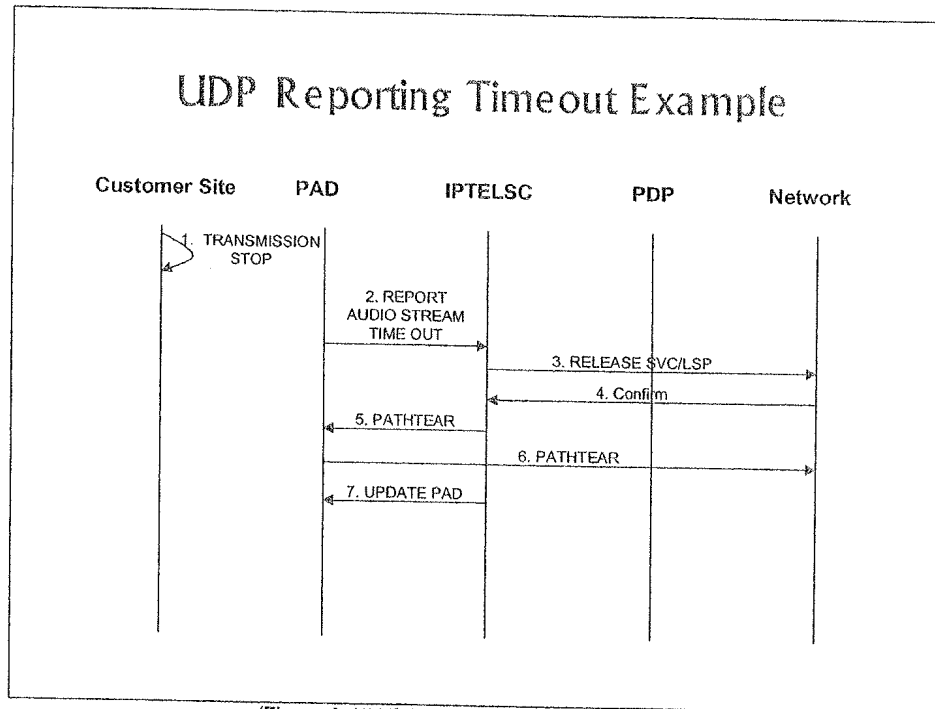 UDP Reporting Timeout Example
Customer Site PAD IPTELSC PDP Network
1. TRANSMISSION
STOP
2. REPORT
AUDIO STREAM
TIME OUT
3. RELEASE SVC/LSP
4. Confirm
5. PATHTEAR
6. PATHTEAR
7. UPDATE PAD